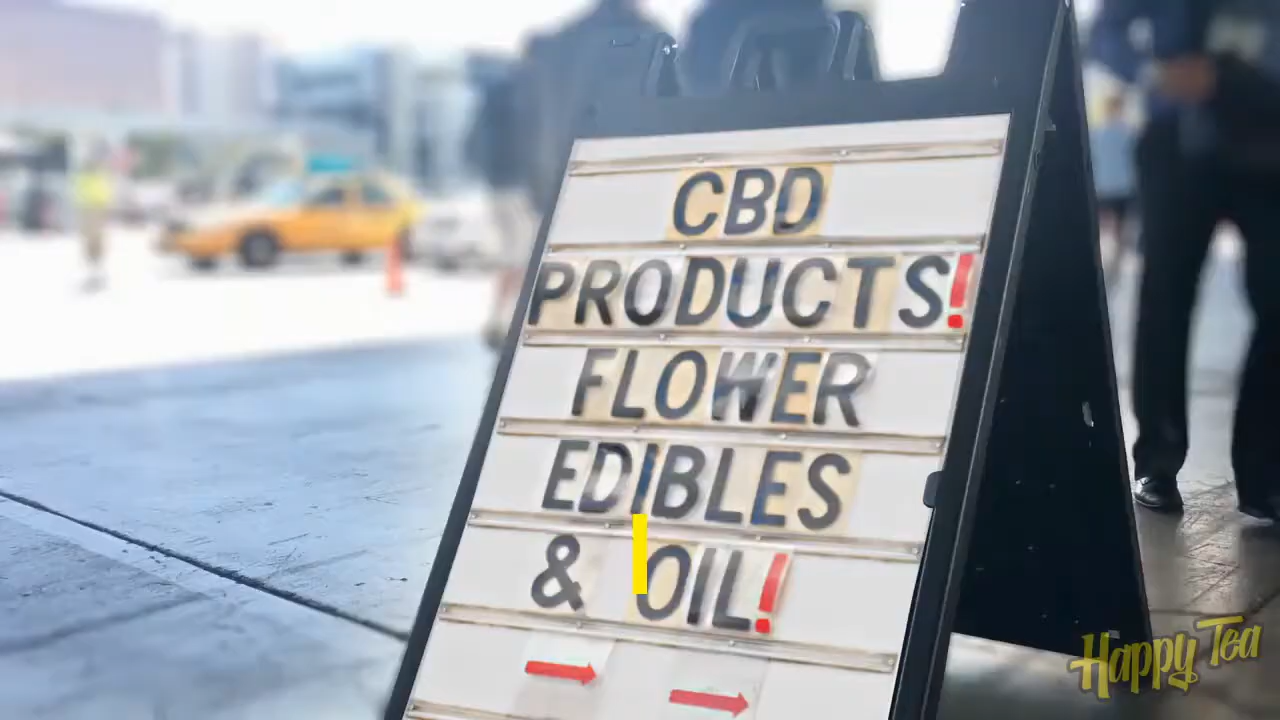 CBD
PRODUCTS!
FLOWER
EDIBLES
& OIL!
Happy Tea